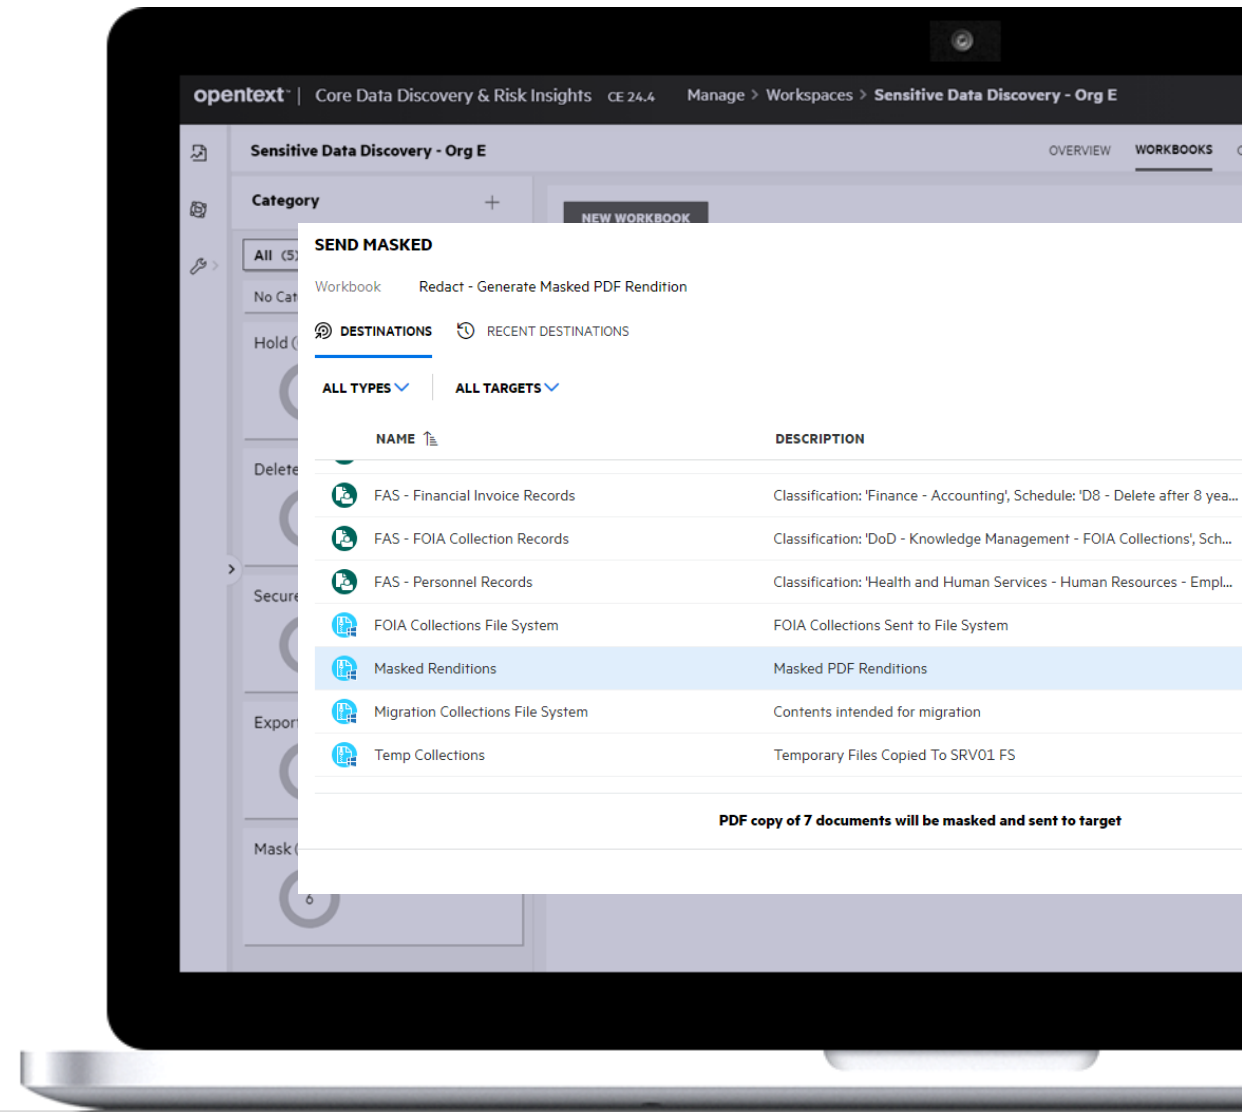 opentext™ | Core Data Discovery & Risk Insights CE 24.4 Manage > Workspaces > Sensitive Data Discovery - Org E
Sensitive Data Discovery - Org E OVERVIEW WORKBOOKS
Category +
NEW WORKBOOK
All (5)
No Cat
Hold (
Delete
Secure
Export
Mask (
6
SEND MASKED
Workbook Redact - Generate Masked PDF Rendition
DESTINATIONS RECENT DESTINATIONS
ALL TYPES ALL TARGETS
NAME DESCRIPTION
FAS - Financial Invoice Records Classification: 'Finance - Accounting', Schedule: 'D8 - Delete after 8 yea...
FAS - FOIA Collection Records Classification: 'DoD - Knowledge Management - FOIA Collections', Sch...
FAS - Personnel Records Classification: 'Health and Human Services - Human Resources - Empl...
FOIA Collections File System FOIA Collections Sent to File System
Masked Renditions Masked PDF Renditions
Migration Collections File System Contents intended for migration
Temp Collections Temporary Files Copied To SRV01 FS
PDF copy of 7 documents will be masked and sent to target